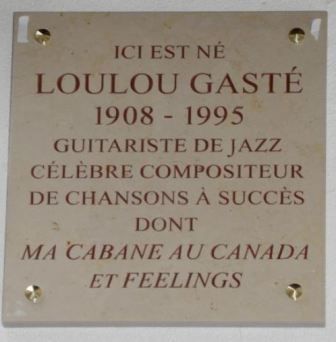 ICI EST NÉ
LOULOU GASTÉ
1908 - 1995
GUITARISTE DE JAZZ
CÉLÈBRE COMPOSITEUR
DE CHANSONS À SUCCÈS
DONT
MA CABANE AU CANADA
ET FEELINGS